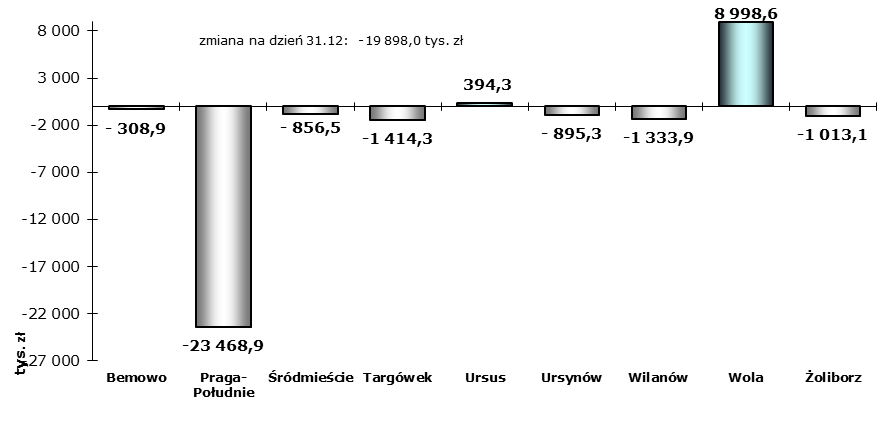 zmiana na dzień 31.12: -19 898,0 tys. zł
8 000
3 000
-2 000
-7 000
-12 000
-17 000
-22 000
-27 000
tys. zł
- 308,9
-23 468,9
- 856,5
-1 414,3
394,3
- 895,3
-1 333,9
8 998,6
-1 013,1
Bemowo
Praga-
Południe
Śródmieście
Targówek
Ursus
Ursynów
Wilanów
Wola
Żoliborz